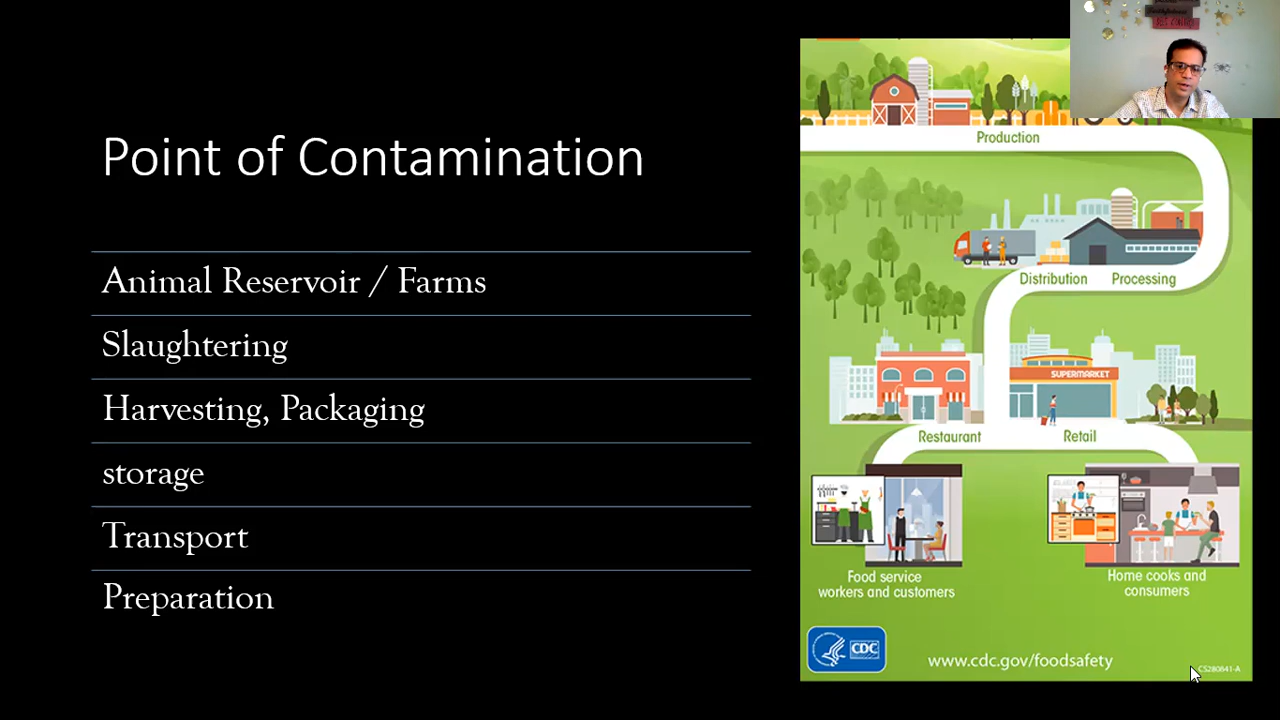 Point of Contamination
Animal Reservoir / Farms
Slaughtering
Harvesting, Packaging
storage
Transport
Preparation
Production
Distribution Processing
SUPERMARKET
Restaurant Retail
Food service
workers and customers
Home cooks and
consumers
CDC
www.cdc.gov/foodsafety
CS280841-A